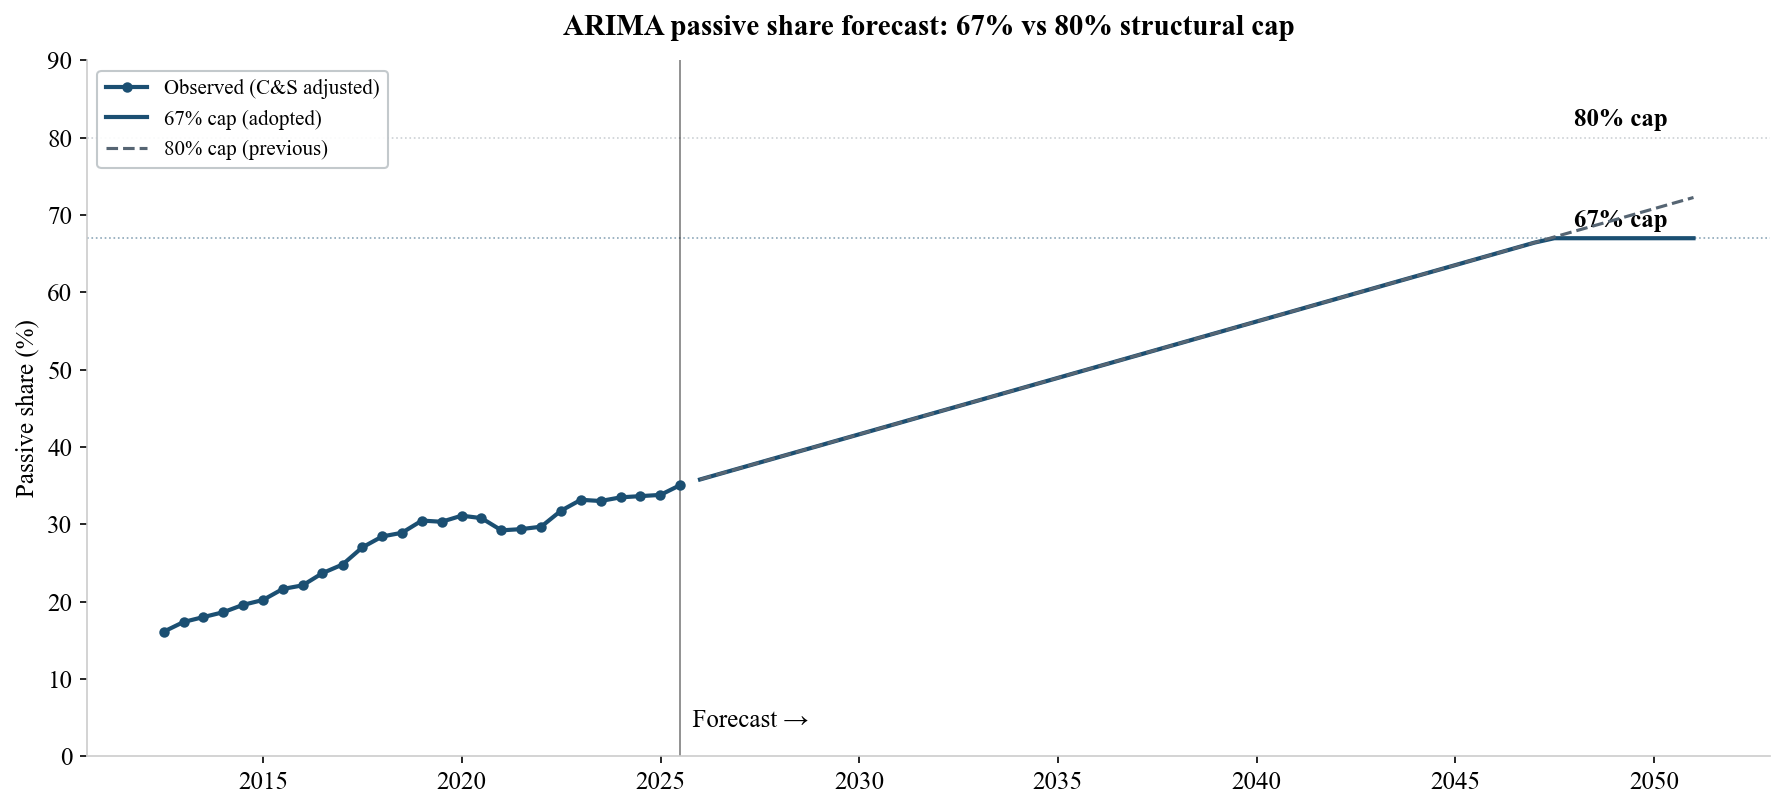 ARIMA passive share forecast: 67% vs 80% structural cap
Observed (C&S adjusted)
67% cap (adopted)
80% cap (previous)
80% cap
67% cap
Forecast →
Passive share (%)
90
80
70
60
50
40
30
20
10
0
2015 2020 2025 2030 2035 2040 2045 2050